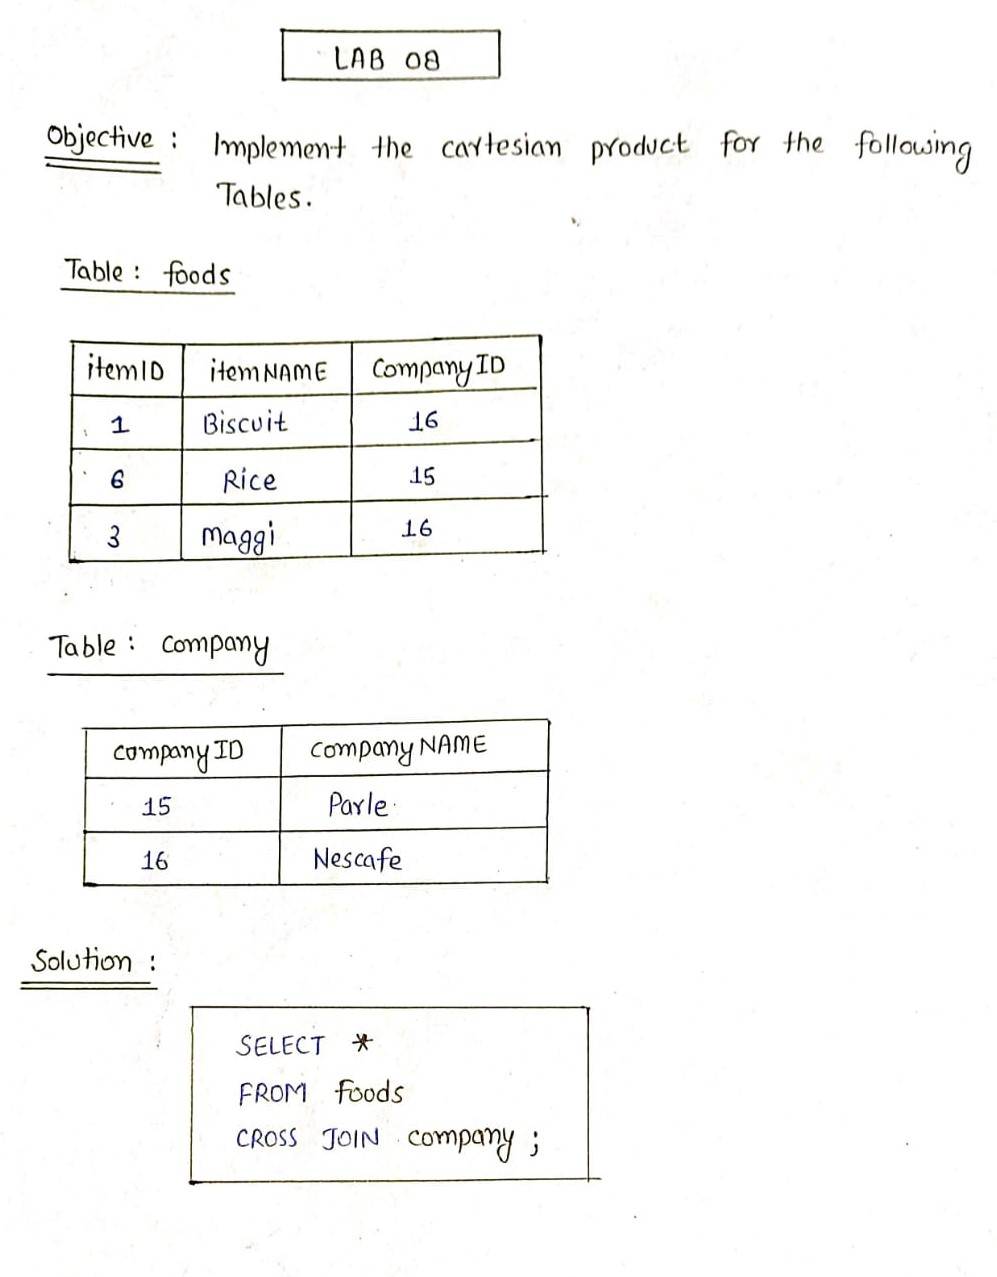 LAB 08
Objective : Implement the cartesian product for the following
Tables.
Table : foods
itemID itemNAME CompanyID
1 Biscuit 16
6 Rice 15
3 Maggi 16
Table : Company
companyID companyNAME
15 Parle
16 Nescafe
Solution :
SELECT *
FROM foods
CROSS JOIN company ;